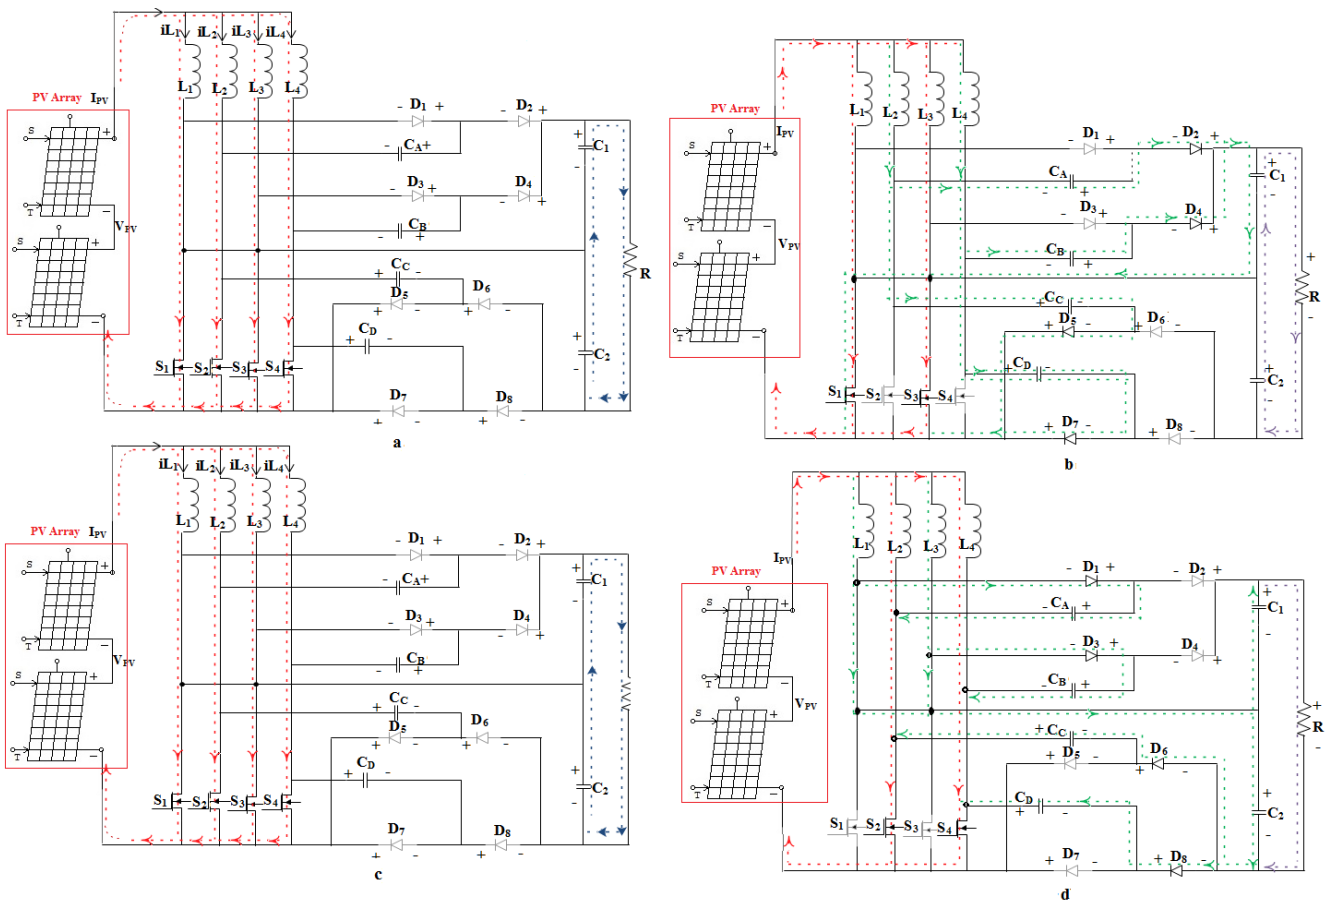 iL1 iL2 iL3 iL4
L1 L2 L3 L4
PV Array IPV
S + T − VPV
S + T −
- D1 + - D2 +
- CA+ + C1 -
- D3 + - D4 +
CB - +
R
+ CC -
D5 + - D6 + -
CD + - + C2 -
S1 S2 S3 S4
D7 + - D8 + -
a
L1 L2 L3 L4
PV Array IPV
S + T − VPV
S + T −
- D1 + - D2 +
CA - + + C1 -
- D3 + - D4 +
CB - +
+ R -
+ CC -
D5 + - D6 + -
CD + - + C2 -
S1 S2 S3 S4
D7 + - D8 + -
b
iL1 iL2 iL3 iL4
L1 L2 L3 L4
PV Array IPV
S + T − VPV
S + T −
- D1 + - D2 +
- CA+ + C1 -
- D3 + - D4 +
CB - +
+ CC -
D5 + - D6 + -
CD + - + C2 -
S1 S2 S3 S4
D7 + - D8 + -
c
L1 L2 L3 L4
PV Array IPV
S + T − VPV
S + T −
- D1 + - D2 +
CA - + + C1 -
- D3 + - D4 +
CB - +
+ R -
+ CC -
D5 + - D6 + -
CD + - + C2 -
S1 S2 S3 S4
D7 + - D8 + -
d